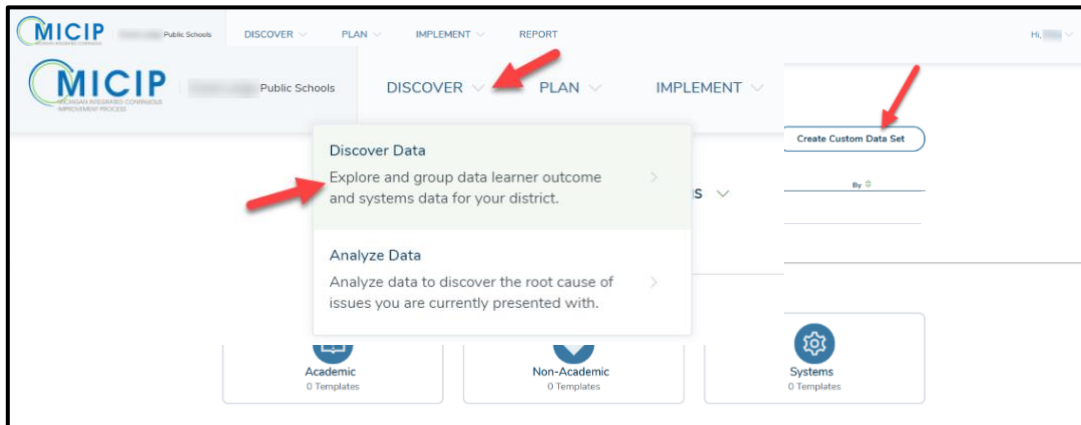 MICIP
MICHIGAN INTEGRATED CONTINUOUS
Public Schools
DISCOVER
PLAN
IMPLEMENT
REPORT
Hi,
MICIP
MICHIGAN INTEGRATED CONTINUOUS
IMPROVEMENT PROCESS
Public Schools
DISCOVER
PLAN
IMPLEMENT
Create Custom Data Set
Discover Data
Explore and group data learner outcome
and systems data for your district.
By
Analyze Data
Analyze data to discover the root cause of
issues you are currently presented with.
Academic
0 Templates
Non-Academic
0 Templates
Systems
0 Templates